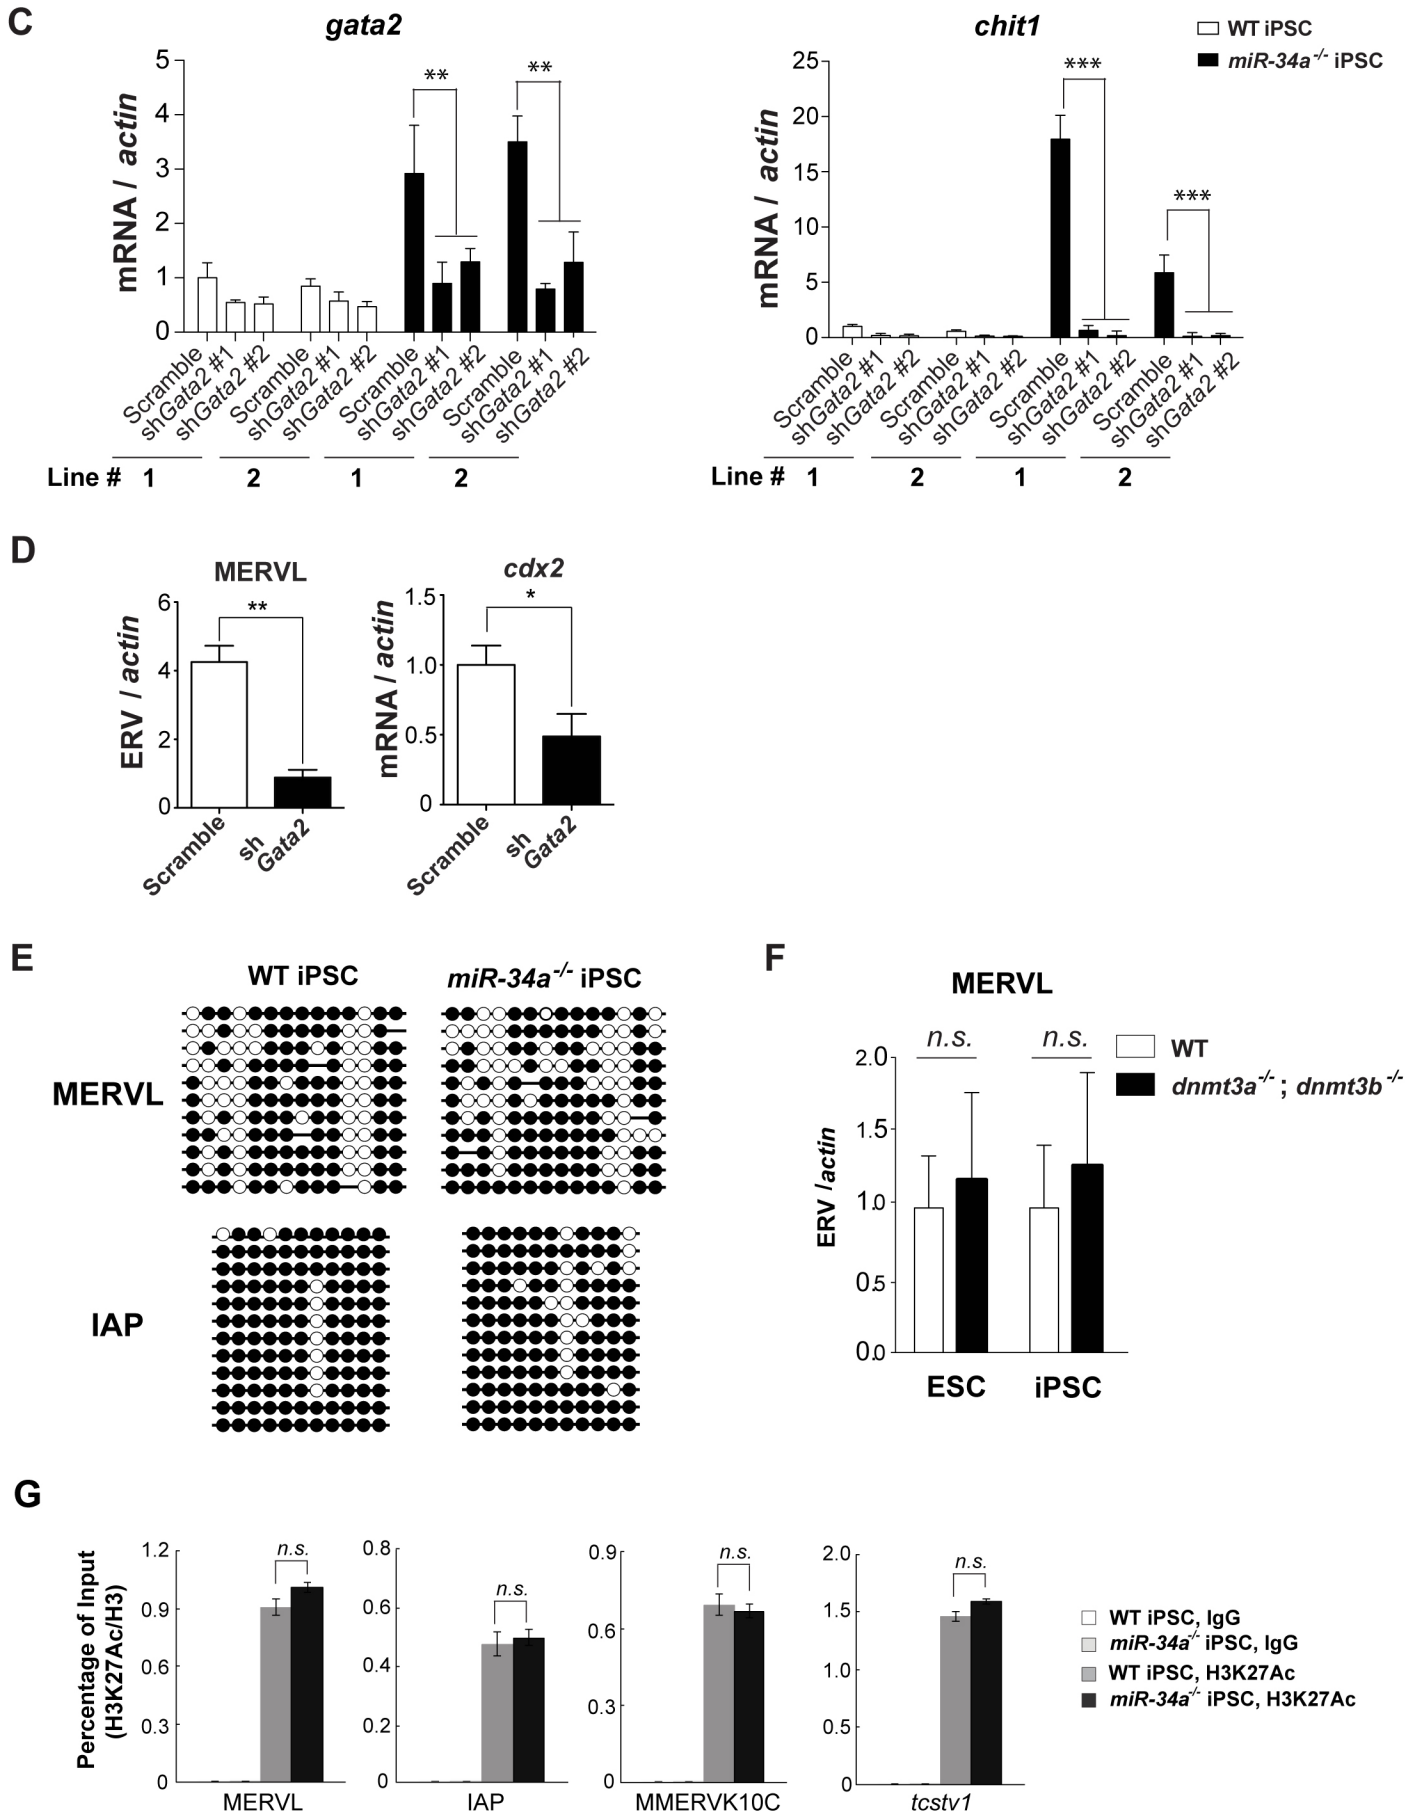 C
gata2
mRNA / actin
5
4
3
2
1
0
**
**
Scramble
shGata2 #1
shGata2 #2
Scramble
shGata2 #1
shGata2 #2
Scramble
shGata2 #1
shGata2 #2
Scramble
shGata2 #1
shGata2 #2
Line # 1 2 1 2
chit1
WT iPSC
miR-34a-/- iPSC
mRNA / actin
25
20
15
10
5
0
***
***
Scramble
shGata2 #1
shGata2 #2
Scramble
shGata2 #1
shGata2 #2
Scramble
shGata2 #1
shGata2 #2
Scramble
shGata2 #1
shGata2 #2
Line # 1 2 1 2
D
MERVL
ERV / actin
6
4
2
0
**
Scramble
sh
Gata2
cdx2
mRNA / actin
1.5
1.0
0.5
0
*
Scramble
sh
Gata2
E
WT iPSC
miR-34a-/- iPSC
MERVL
IAP
F
MERVL
n.s.
n.s.
WT
dnmt3a-/- ; dnmt3b-/-
ERV / actin
2.0
1.5
1.0
0.5
0.0
ESC
iPSC
G
Percentage of Input
(H3K27Ac/H3)
1.2
0.9
0.6
0.3
0
n.s.
MERVL
0.8
0.6
0.4
0.2
0
n.s.
IAP
0.9
0.6
0.3
0
n.s.
MMERVK10C
2.0
1.5
1.0
0.5
0
n.s.
tcstv1
WT iPSC, IgG
miR-34a-/- iPSC, IgG
WT iPSC, H3K27Ac
miR-34a-/- iPSC, H3K27Ac